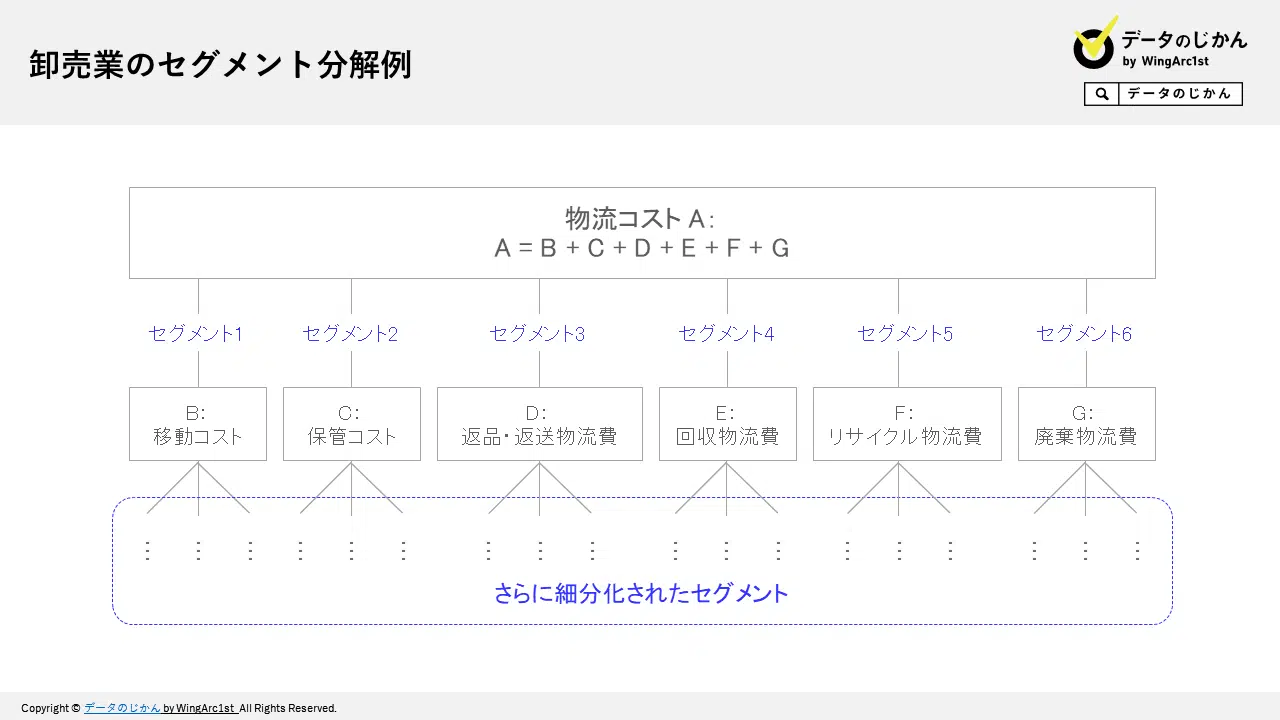 卸売業のセグメント分解例
データのじかん
by WingArc1st
データのじかん
物流コスト A:
A = B + C + D + E + F + G
セグメント1
セグメント2
セグメント3
セグメント4
セグメント5
セグメント6
B:
移動コスト
C:
保管コスト
D:
返品・返送物流費
E:
回収物流費
F:
リサイクル物流費
G:
廃棄物流費
さらに細分化されたセグメント
Copyright © データのじかん by WingArc1st All Rights Reserved.